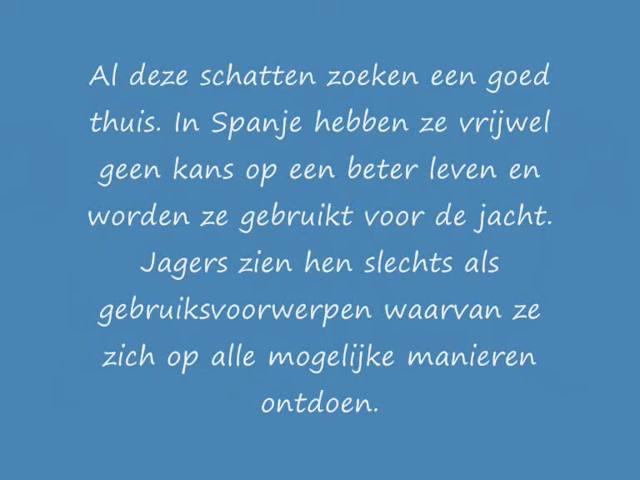 Al deze schatten zoeken een goed
thuis. In Spanje hebben ze vrijwel
geen kans op een beter leven en
worden ze gebruikt voor de jacht.
Jagers zien hen slechts als
gebruiksvoorwerpen waarvan ze
zich op alle mogelijke manieren
ontdoen.